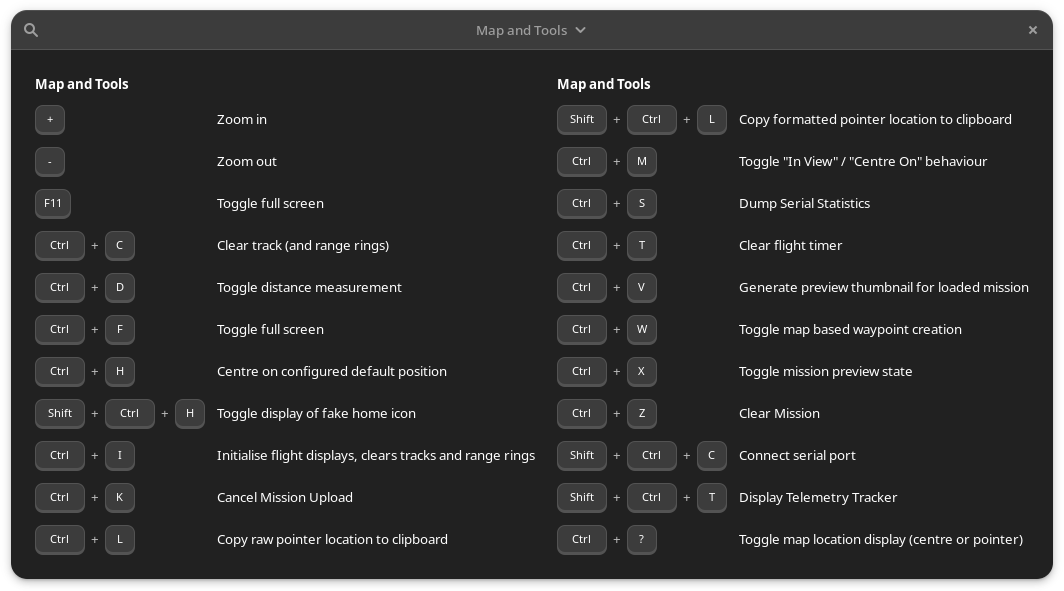 Map and Tools
Map and Tools
+ Zoom in
- Zoom out
F11 Toggle full screen
Ctrl + C Clear track (and range rings)
Ctrl + D Toggle distance measurement
Ctrl + F Toggle full screen
Ctrl + H Centre on configured default position
Shift + Ctrl + H Toggle display of fake home icon
Ctrl + I Initialise flight displays, clears tracks and range rings
Ctrl + K Cancel Mission Upload
Ctrl + L Copy raw pointer location to clipboard
Map and Tools
Shift + Ctrl + L Copy formatted pointer location to clipboard
Ctrl + M Toggle "In View" / "Centre On" behaviour
Ctrl + S Dump Serial Statistics
Ctrl + T Clear flight timer
Ctrl + V Generate preview thumbnail for loaded mission
Ctrl + W Toggle map based waypoint creation
Ctrl + X Toggle mission preview state
Ctrl + Z Clear Mission
Shift + Ctrl + C Connect serial port
Shift + Ctrl + T Display Telemetry Tracker
Ctrl + ? Toggle map location display (centre or pointer)